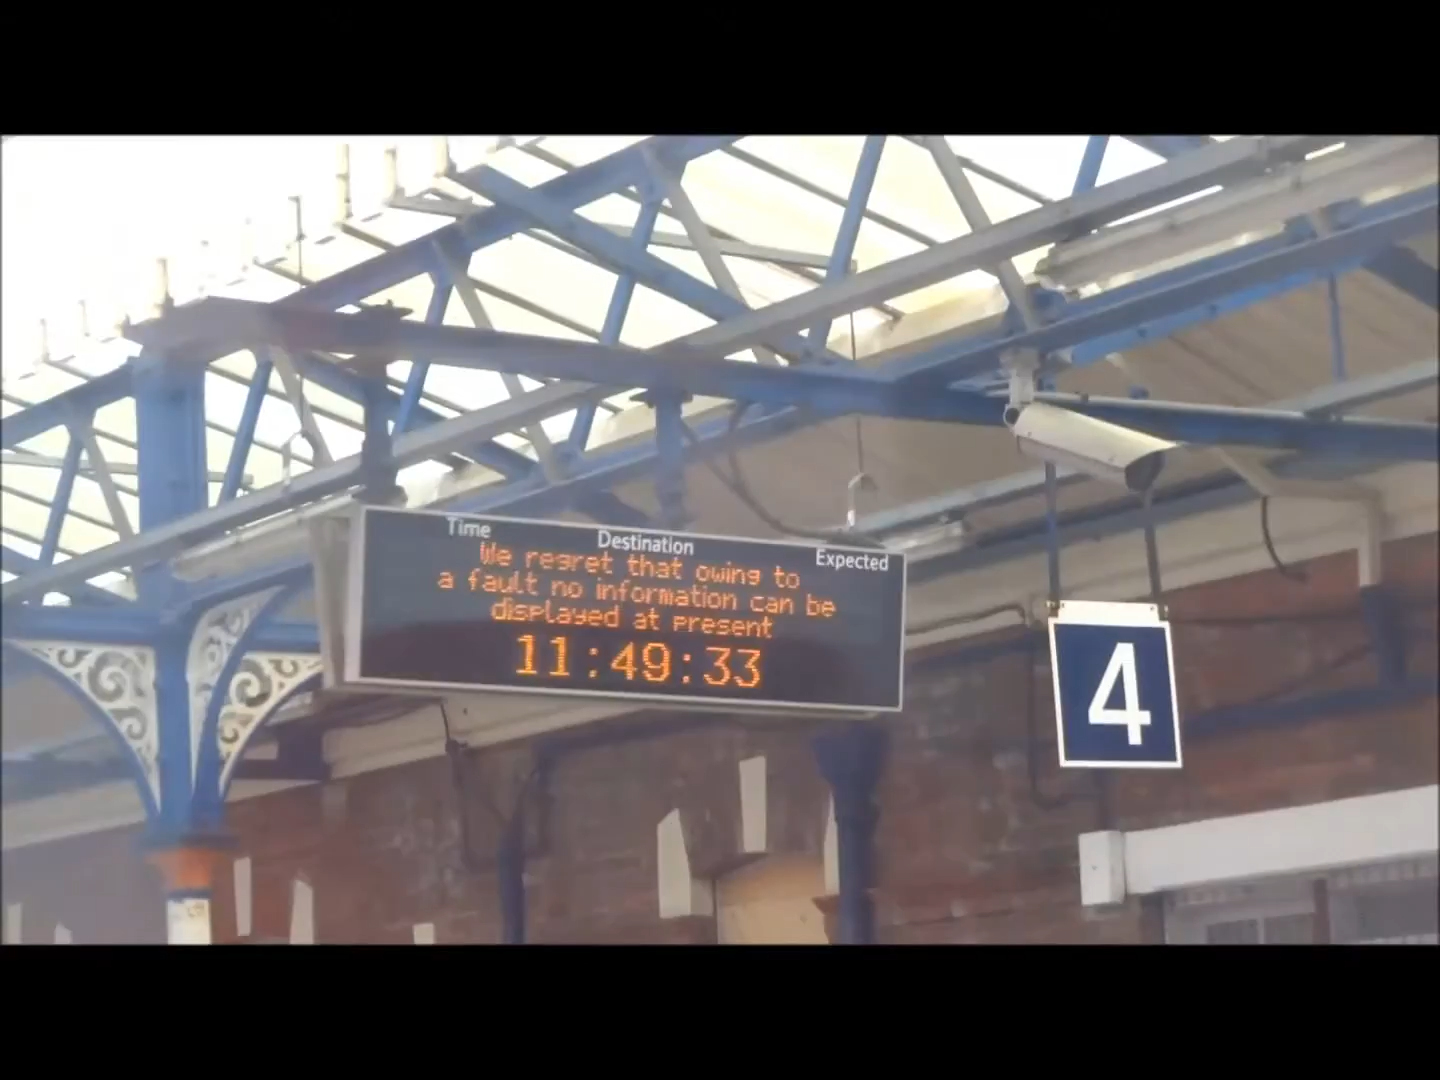 Time Destination Expected
We regret that owing to
a fault no information can be
displayed at present
11:49:33
4